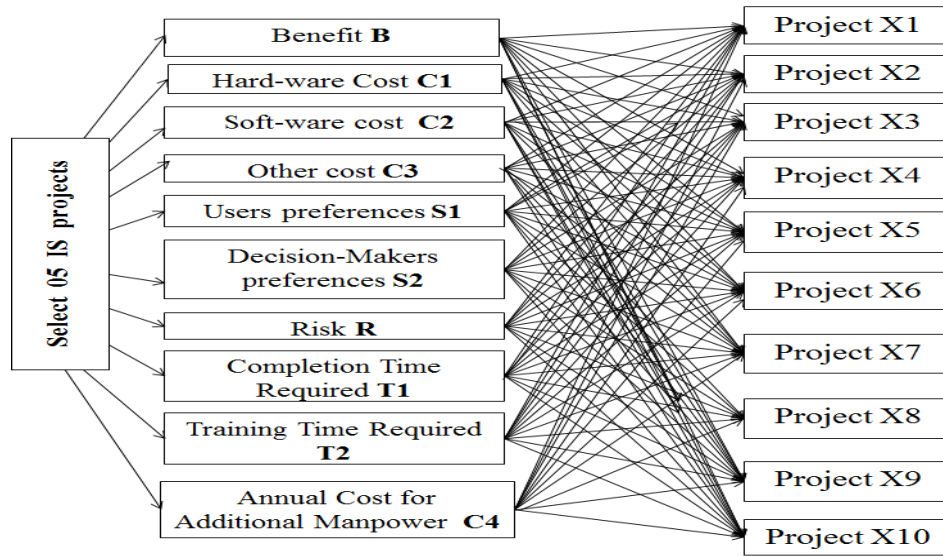 Select 05 IS projects
Benefit B
Hard-ware Cost C1
Soft-ware cost C2
Other cost C3
Users preferences S1
Decision-Makers
preferences S2
Risk R
Completion Time
Required T1
Training Time Required
T2
Annual Cost for
Additional Manpower C4
Project X1
Project X2
Project X3
Project X4
Project X5
Project X6
Project X7
Project X8
Project X9
Project X10